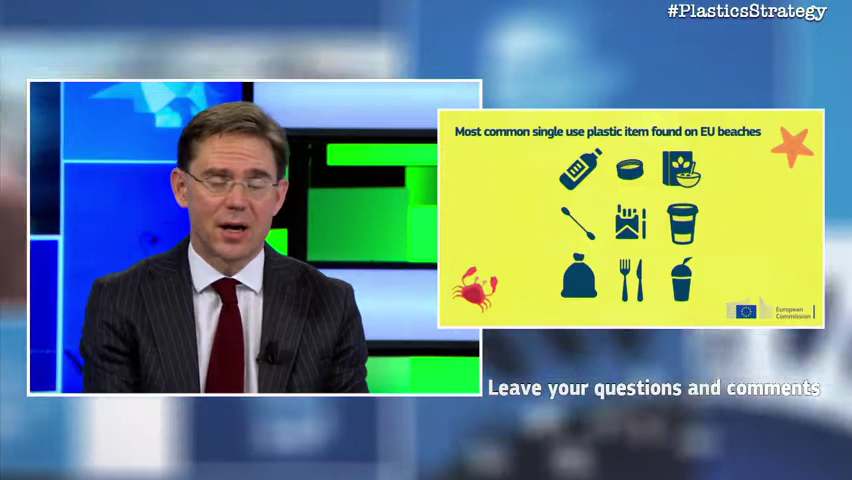 #PlasticsStrategy
Most common single use plastic item found on EU beaches
European
Commission
Leave your questions and comments